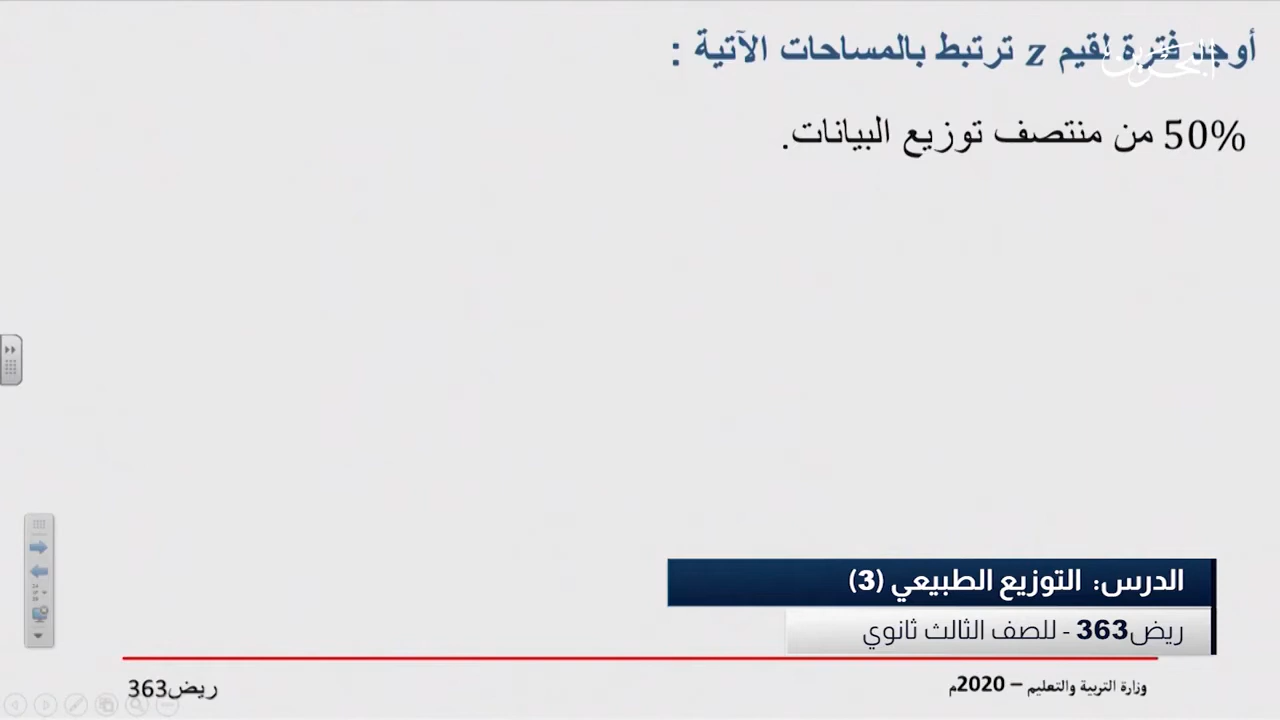 أوجد فترة لقيم z ترتبط بالمساحات الآتية :
50% من منتصف توزيع البيانات.
الدرس: التوزيع الطبيعي (3)
ريض363 - للصف الثالث ثانوي
وزارة التربية والتعليم – 2020م
ريض363